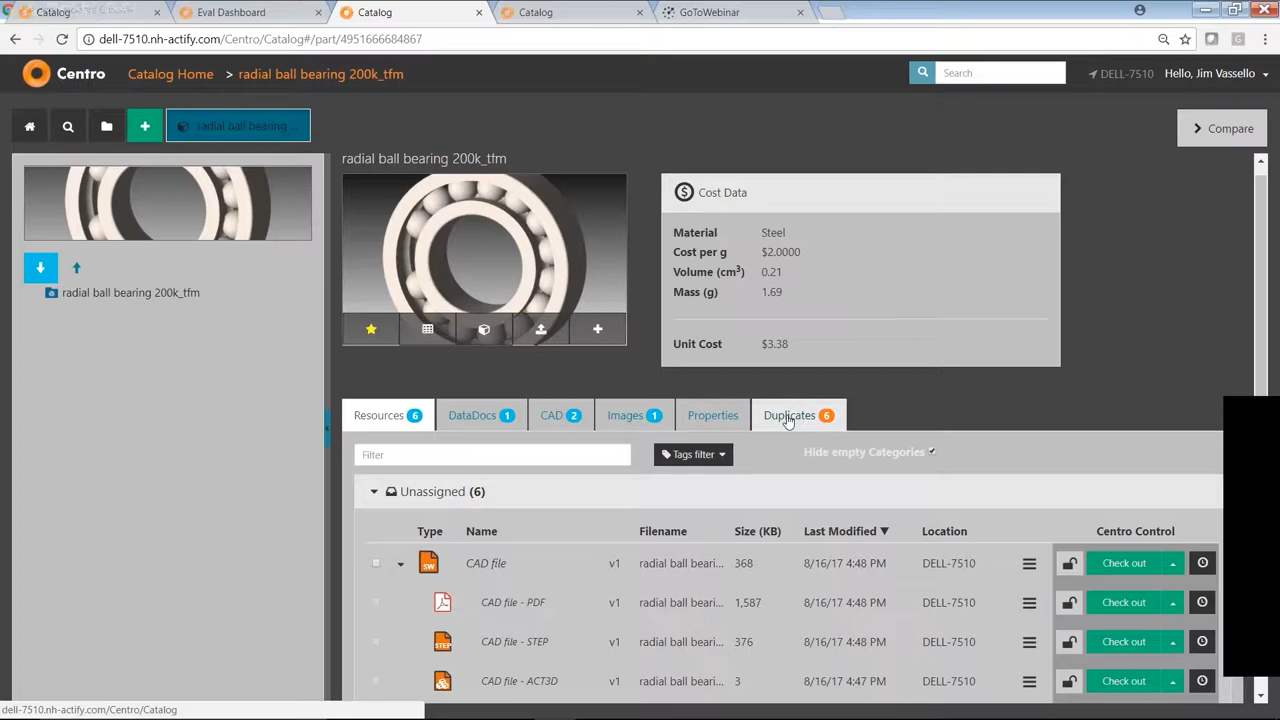 Catalog
Eval Dashboard
Catalog
Catalog
GoToWebinar
dell-7510.nh-actify.com/Centro/Catalog#/part/4951666684867
Centro Catalog Home > radial ball bearing 200k_tfm Search DELL-7510 Hello, Jim Vassello
radial ball bearing ...
Compare
radial ball bearing 200k_tfm
Cost Data
Material Steel
Cost per g $2.0000
Volume (cm³) 0.21
Mass (g) 1.69
Unit Cost $3.38
radial ball bearing 200k_tfm
Resources 6 DataDocs 1 CAD 2 Images 1 Properties Duplicates 6
Filter Tags filter Hide empty Categories
Unassigned (6)
Type Name Filename Size (KB) Last Modified ▼ Location Centro Control
SW CAD file v1 radial ball beari... 368 8/16/17 4:48 PM DELL-7510 Check out
CAD file - PDF v1 radial ball beari... 1,587 8/16/17 4:48 PM DELL-7510 Check out
STEP CAD file - STEP v1 radial ball beari... 376 8/16/17 4:48 PM DELL-7510 Check out
CAD file - ACT3D v1 radial ball beari... 3 8/16/17 4:47 PM DELL-7510 Check out
dell-7510.nh-actify.com/Centro/Catalog